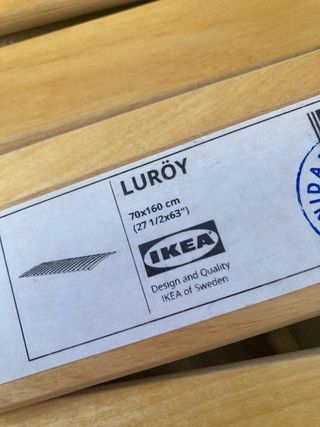 LURÖY
70x160 cm
(27 1/2x63")
IKEA
Design and Quality
IKEA of Sweden